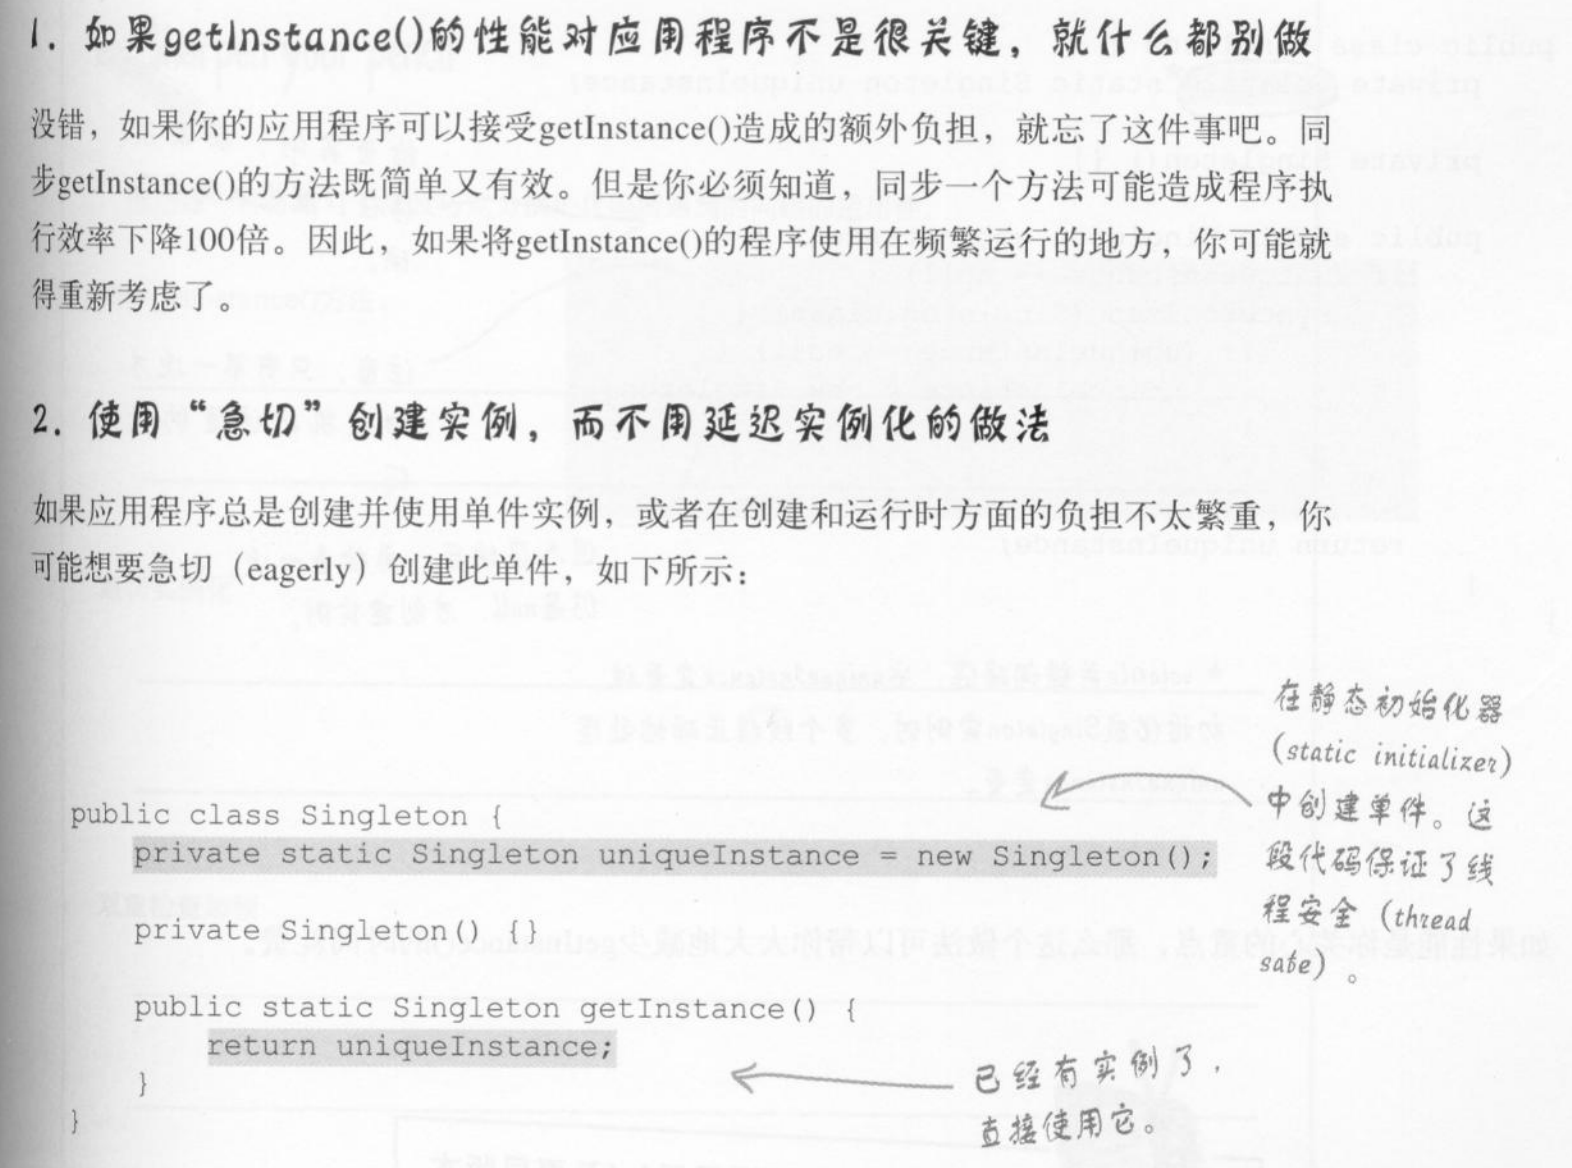 1. 如果getInstance()的性能对应用程序不是很关键，就什么都别做
没错，如果你的应用程序可以接受getInstance()造成的额外负担，就忘了这件事吧。同
步getInstance()的方法既简单又有效。但是你必须知道，同步一个方法可能造成程序执
行效率下降100倍。因此，如果将getInstance()的程序使用在频繁运行的地方，你可能就
得重新考虑了。
2. 使用“急切”创建实例，而不用延迟实例化的做法
如果应用程序总是创建并使用单件实例，或者在创建和运行时方面的负担不太繁重，你
可能想要急切（eagerly）创建此单件，如下所示：
public class Singleton {
private static Singleton uniqueInstance = new Singleton();
private Singleton() {}
public static Singleton getInstance() {
return uniqueInstance;
}
}
在静态初始化器
（static initializer）
中创建单件。这
段代码保证了线
程安全（thread
safe）。
已经有实例了，
直接使用它。